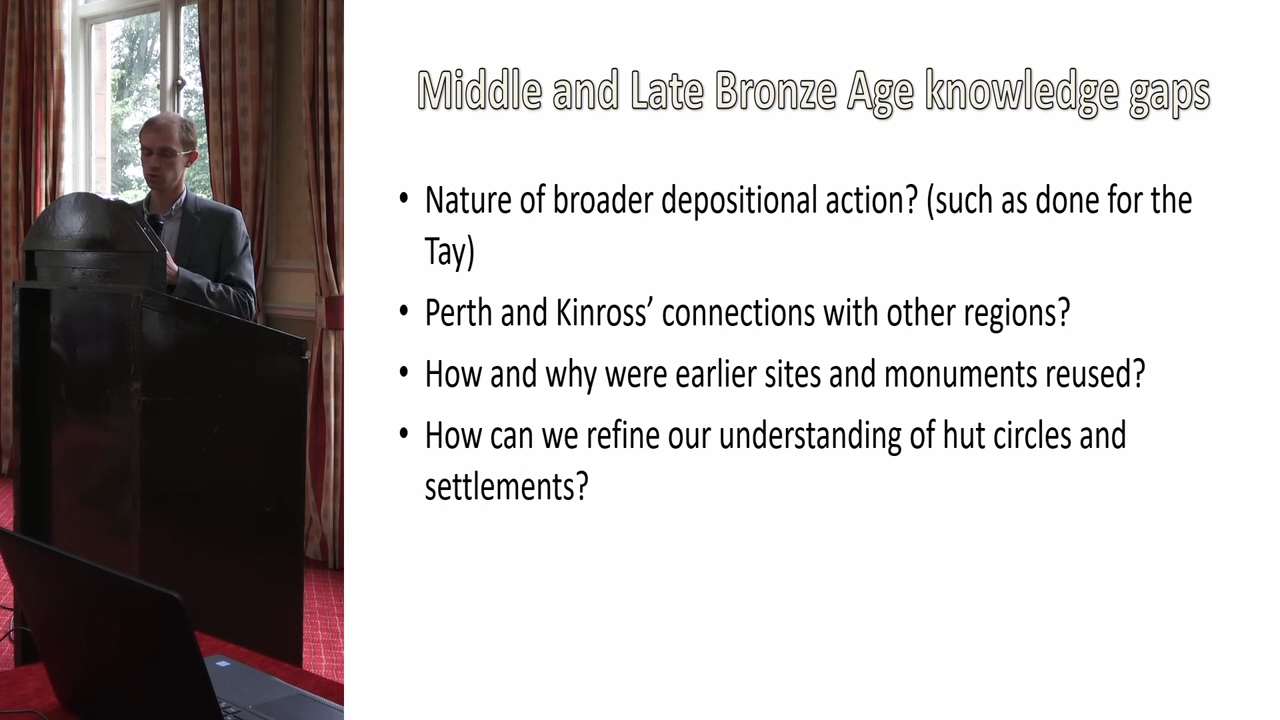 Middle and Late Bronze Age knowledge gaps
• Nature of broader depositional action? (such as done for the
Tay)
• Perth and Kinross’ connections with other regions?
• How and why were earlier sites and monuments reused?
• How can we refine our understanding of hut circles and
settlements?